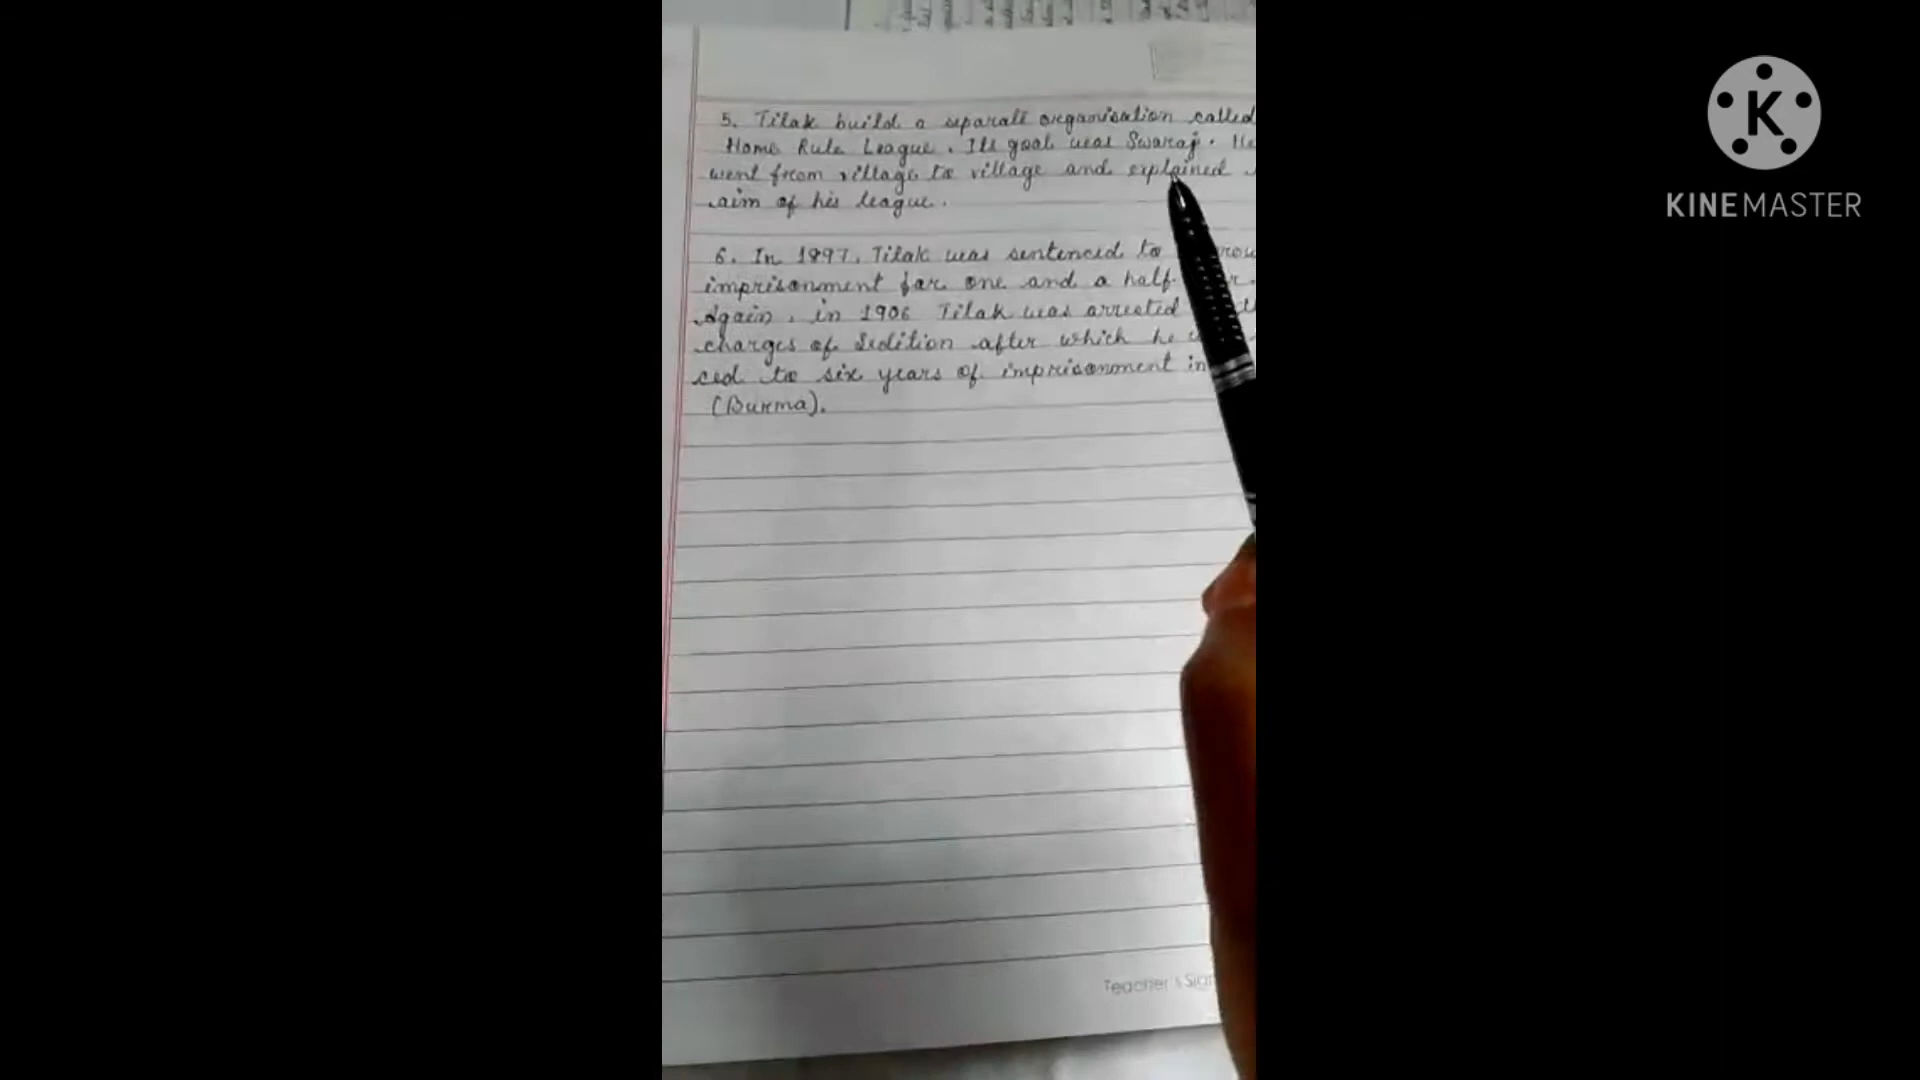 5. Tilak build a separate organisation called
Home Rule League. Its goal was Swaraj. He
went from village to village and explained
aim of his league.
6. In 1897, Tilak was sentenced to
imprisonment for one and a half
Again, in 1906 Tilak was arrested
charges of Sedition after which he
ced to six years of imprisonment in
(Burma).
Teacher's Sig
K
KINEMASTER